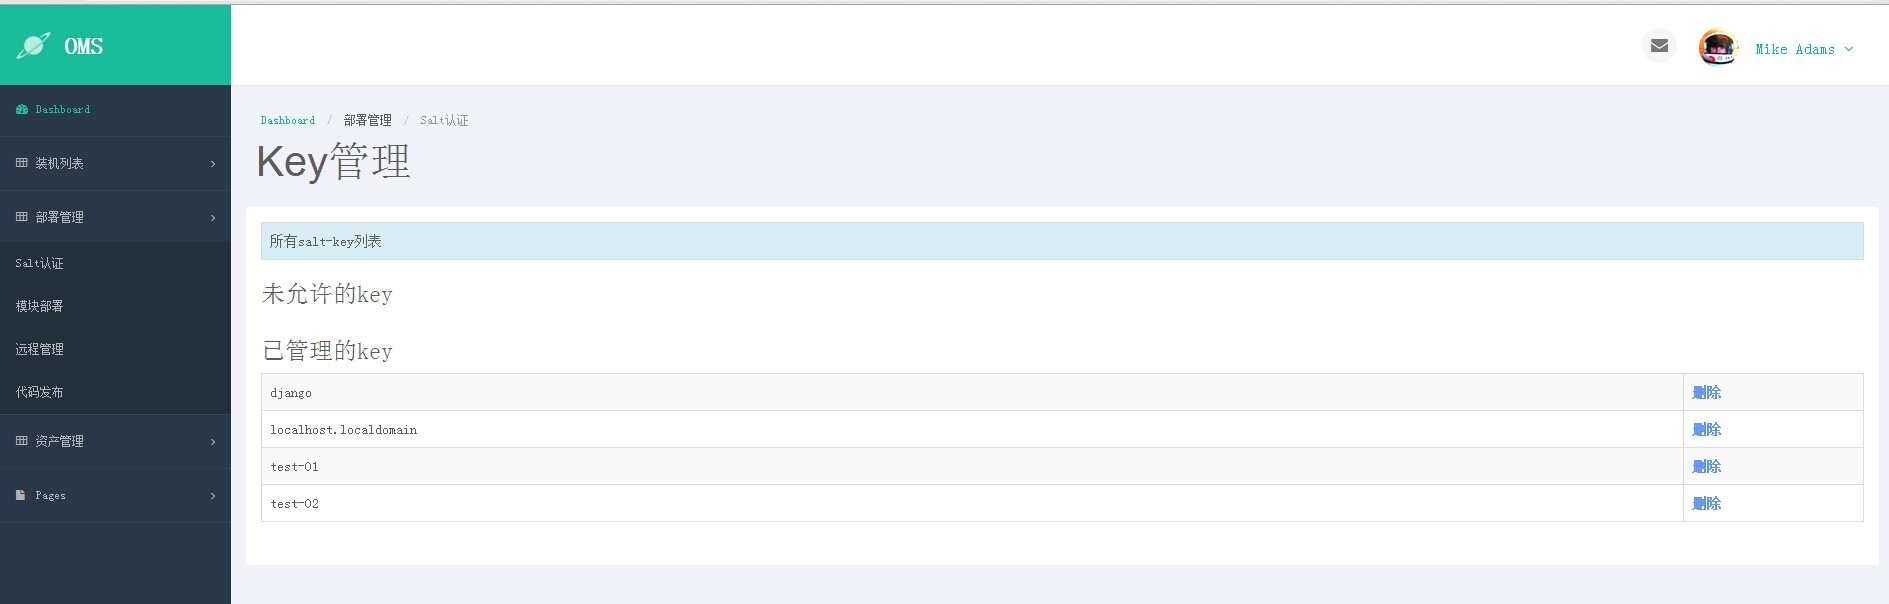 OMS
Mike Adams
Dashboard
装机列表
部署管理
Salt认证
模块部署
远程管理
代码发布
资产管理
Pages
Dashboard / 部署管理 / Salt认证
Key管理
所有salt-key列表
未允许的key
已管理的key
django 删除
localhost.localdomain 删除
test-01 删除
test-02 删除